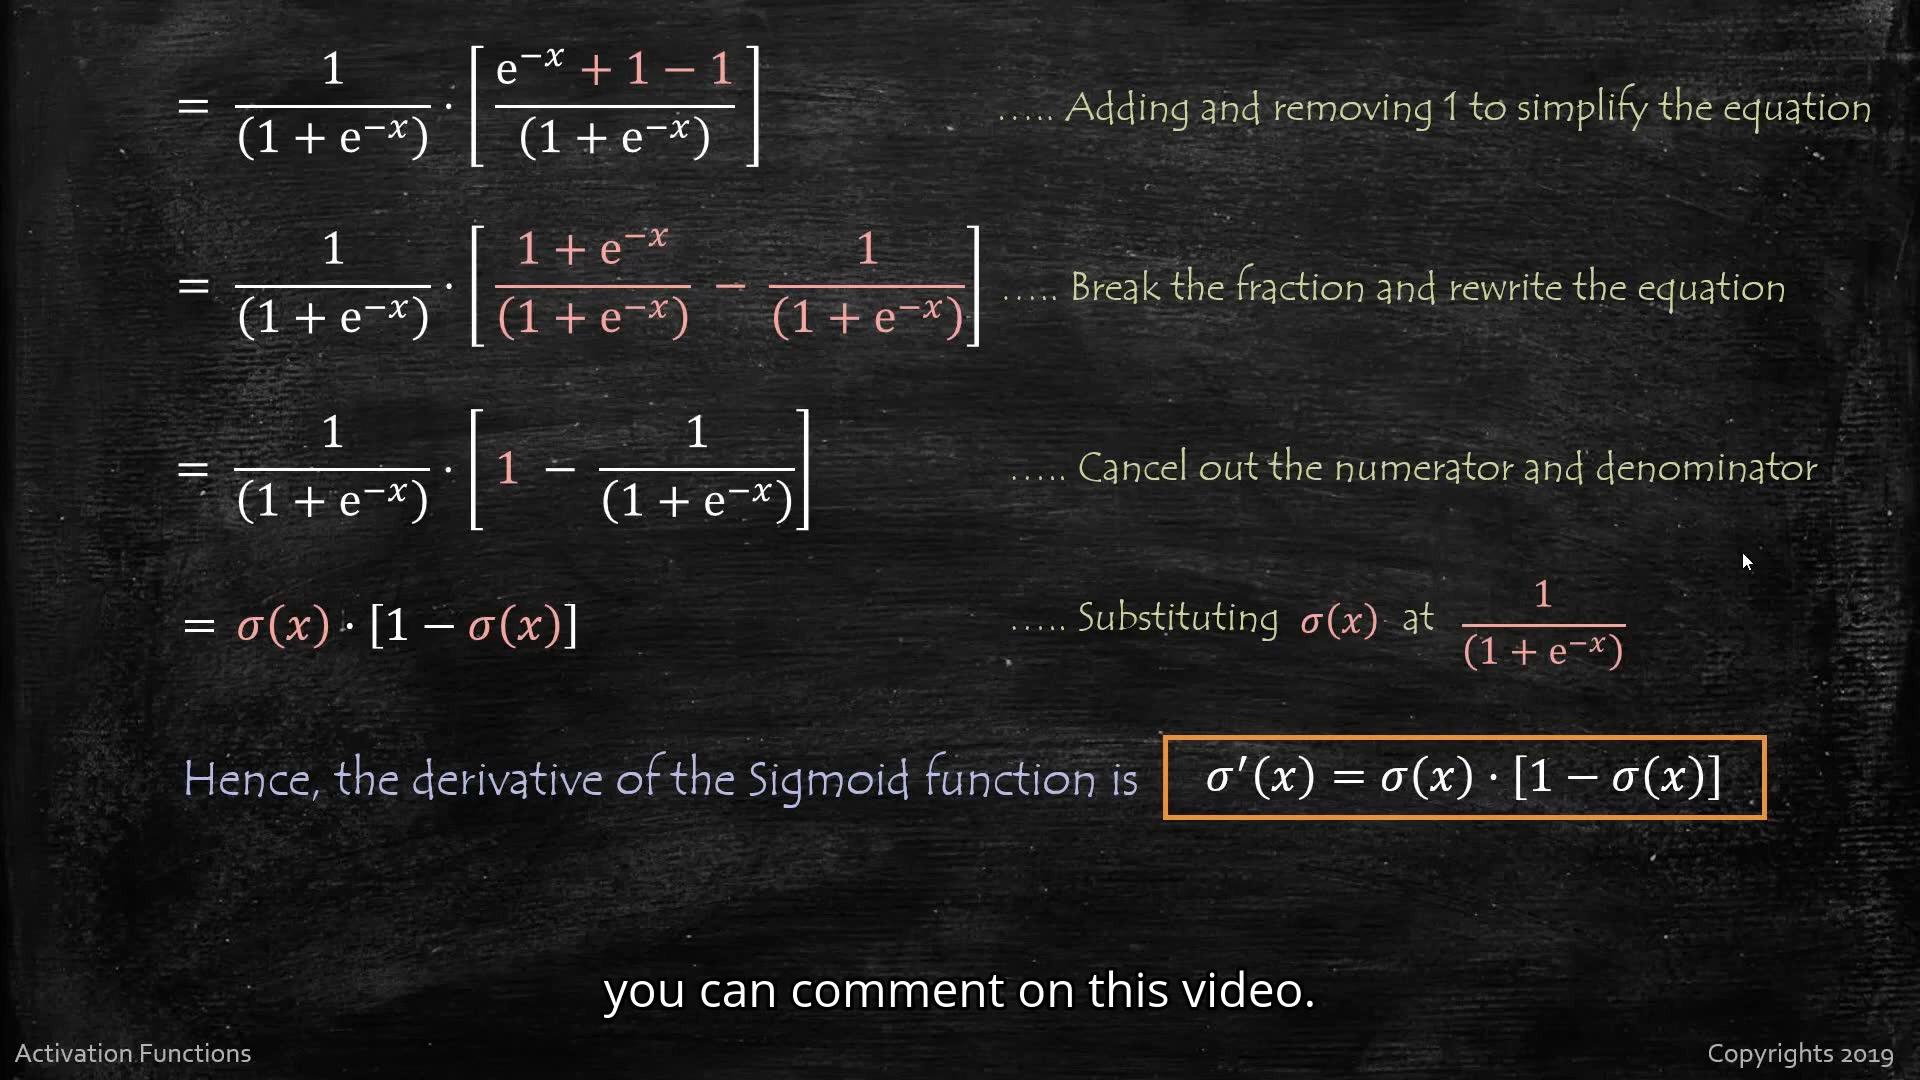 = 1/(1 + e⁻ˣ) · [(e⁻ˣ + 1 − 1)/(1 + e⁻ˣ)] ..... Adding and removing 1 to simplify the equation
= 1/(1 + e⁻ˣ) · [(1 + e⁻ˣ)/(1 + e⁻ˣ) − 1/(1 + e⁻ˣ)] ..... Break the fraction and rewrite the equation
= 1/(1 + e⁻ˣ) · [1 − 1/(1 + e⁻ˣ)] ..... Cancel out the numerator and denominator
= σ(x) · [1 − σ(x)] ..... Substituting σ(x) at 1/(1 + e⁻ˣ)
Hence, the derivative of the Sigmoid function is σ′(x) = σ(x) · [1 − σ(x)]
you can comment on this video.
Activation Functions
Copyrights 2019